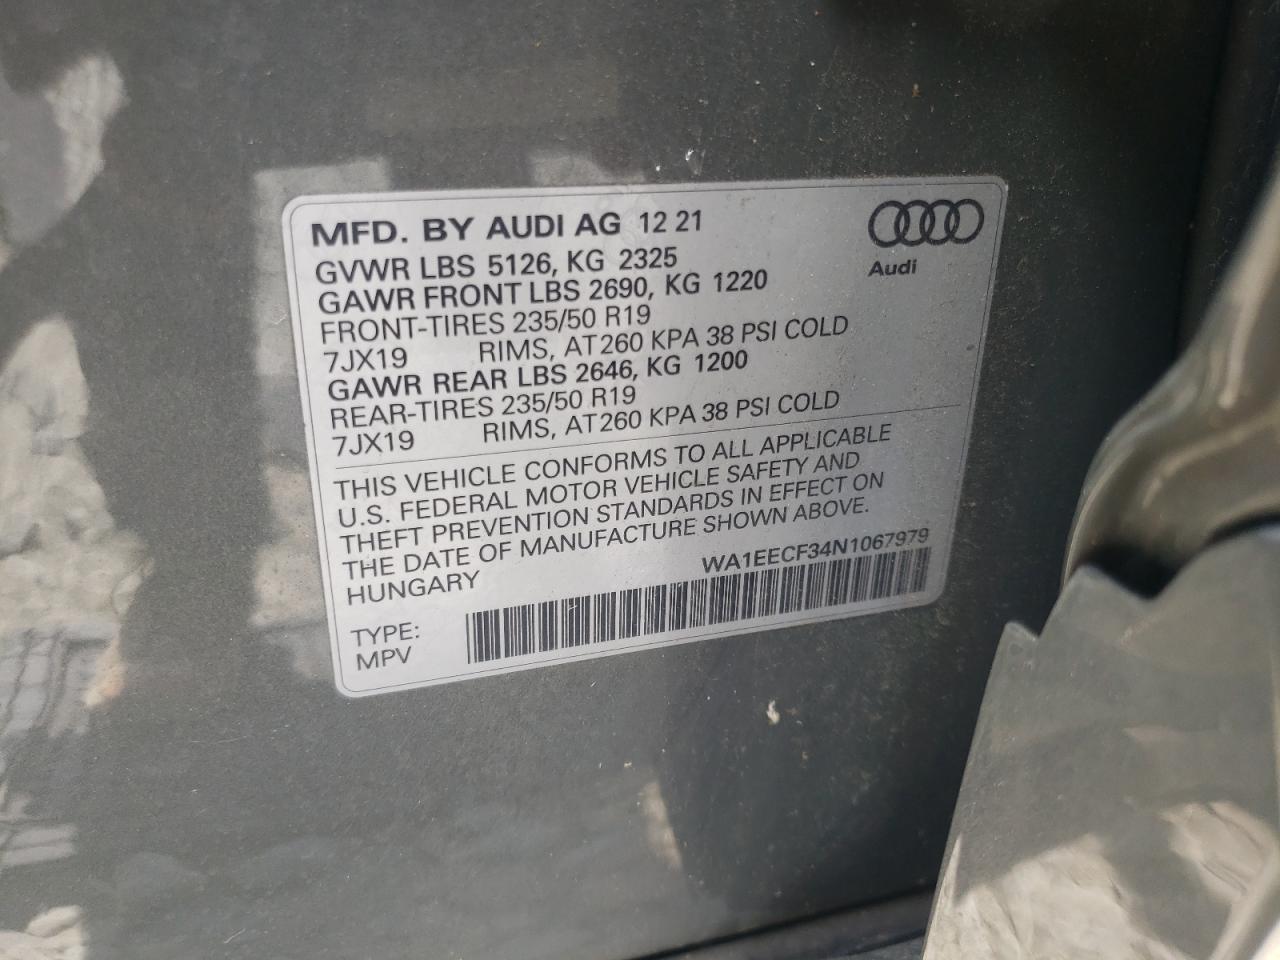 MFD. BY AUDI AG 12 21
Audi
GVWR LBS 5126, KG 2325
GAWR FRONT LBS 2690, KG 1220
FRONT-TIRES 235/50 R19
7JX19 RIMS, AT260 KPA 38 PSI COLD
GAWR REAR LBS 2646, KG 1200
REAR-TIRES 235/50 R19
7JX19 RIMS, AT260 KPA 38 PSI COLD
THIS VEHICLE CONFORMS TO ALL APPLICABLE
U.S. FEDERAL MOTOR VEHICLE SAFETY AND
THEFT PREVENTION STANDARDS IN EFFECT ON
THE DATE OF MANUFACTURE SHOWN ABOVE.
HUNGARY WA1EECF34N1067979
TYPE:
MPV